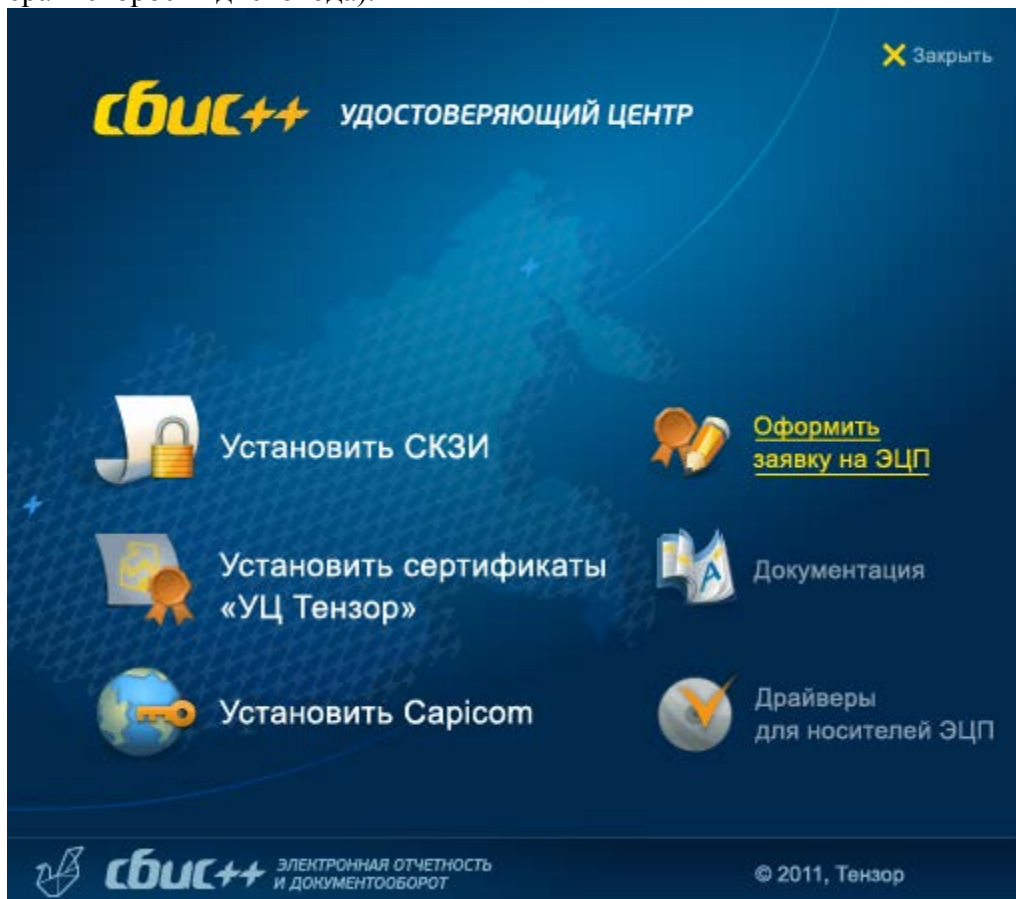 Закрыть
сбис++ УДОСТОВЕРЯЮЩИЙ ЦЕНТР
Установить СКЗИ
Оформить
заявку на ЭЦП
Установить сертификаты
«УЦ Тензор»
Документация
Установить Capicom
Драйверы
для носителей ЭЦП
сбис++ ЭЛЕКТРОННАЯ ОТЧЕТНОСТЬ
И ДОКУМЕНТООБОРОТ
© 2011, Тензор